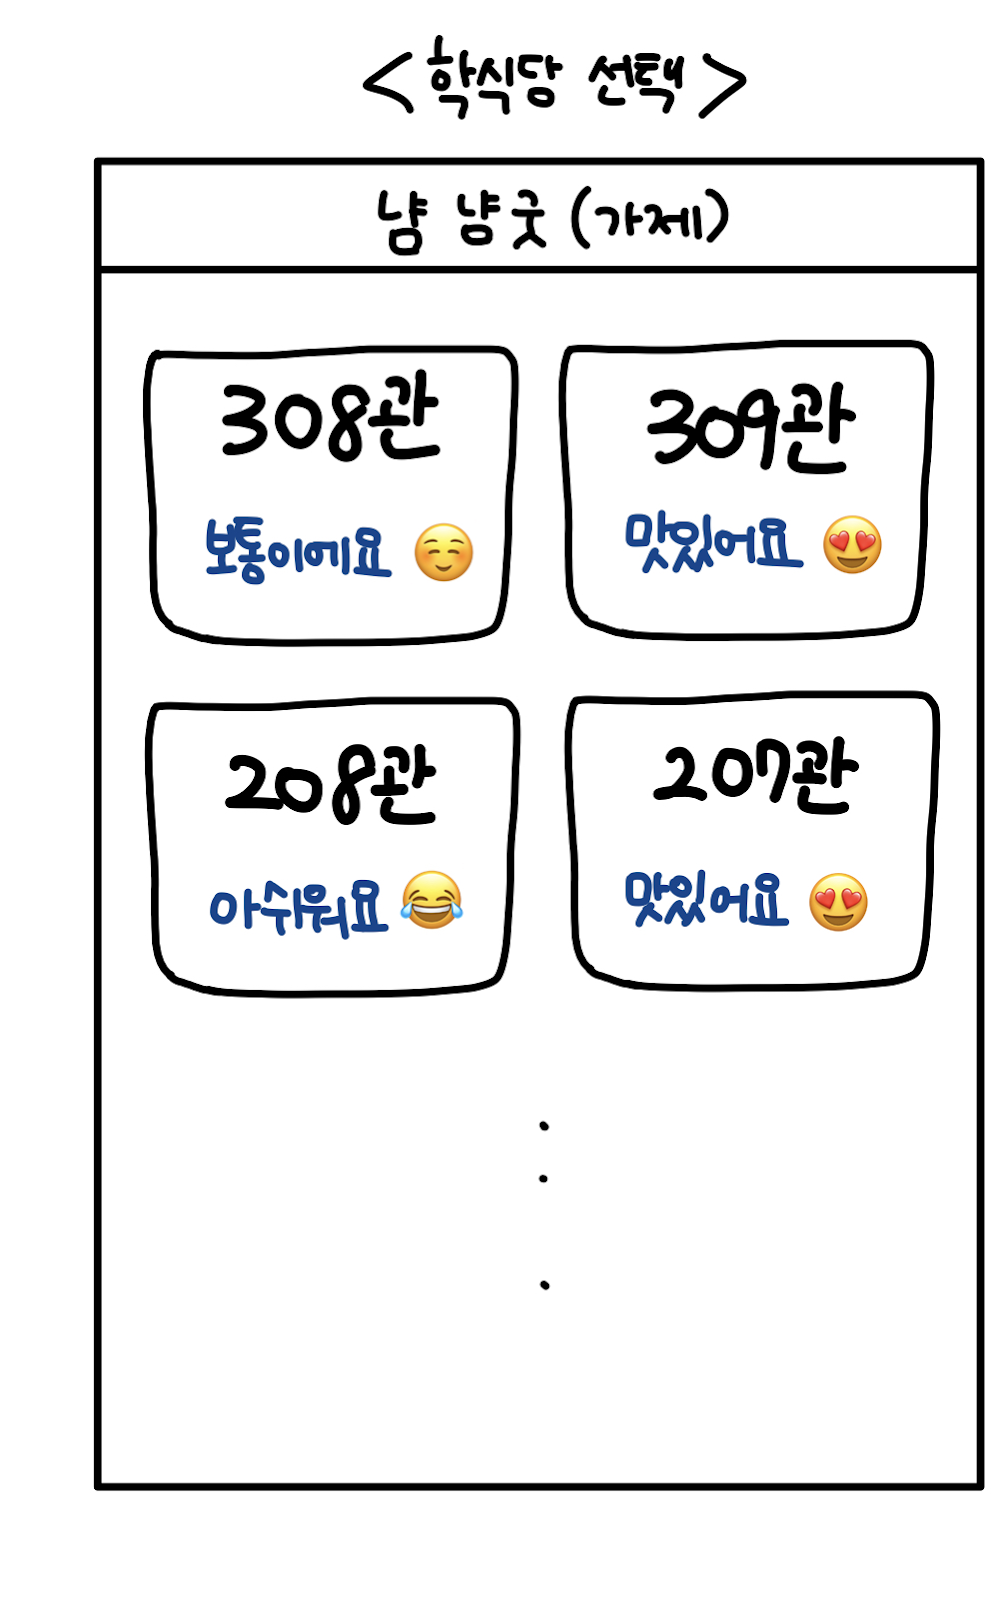 <학식당 선택>
냠 냠굿 (가제)
308관
보통이에요 ☺️
309관
맛있어요 😍
208관
아쉬워요 😂
207관
맛있어요 😍